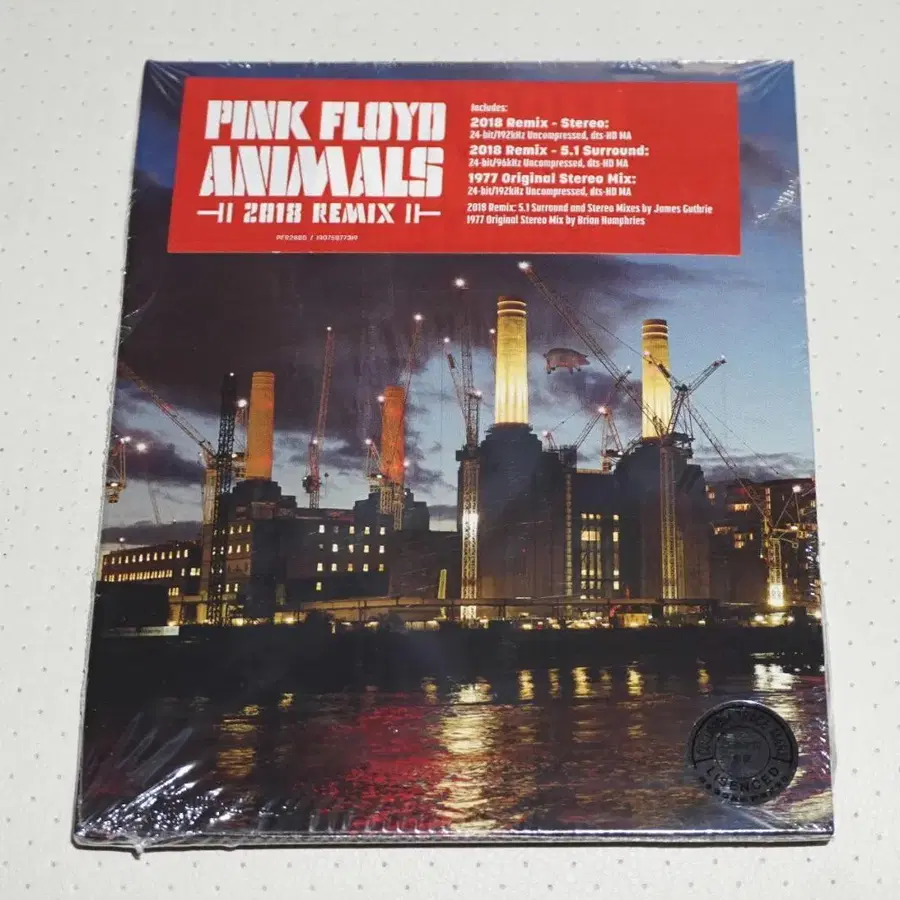 PINK FLOYD
ANIMALS
2018 REMIX
PFR28BD / 19075877319
Includes:
2018 Remix - Stereo:
24-bit/192kHz Uncompressed, dts-HD MA
2018 Remix - 5.1 Surround:
24-bit/96kHz Uncompressed, dts-HD MA
1977 Original Stereo Mix:
24-bit/192kHz Uncompressed, dts-HD MA
2018 Remix: 5.1 Surround and Stereo Mixes by James Guthrie
1977 Original Stereo Mix by Brian Humphries
LISENCED